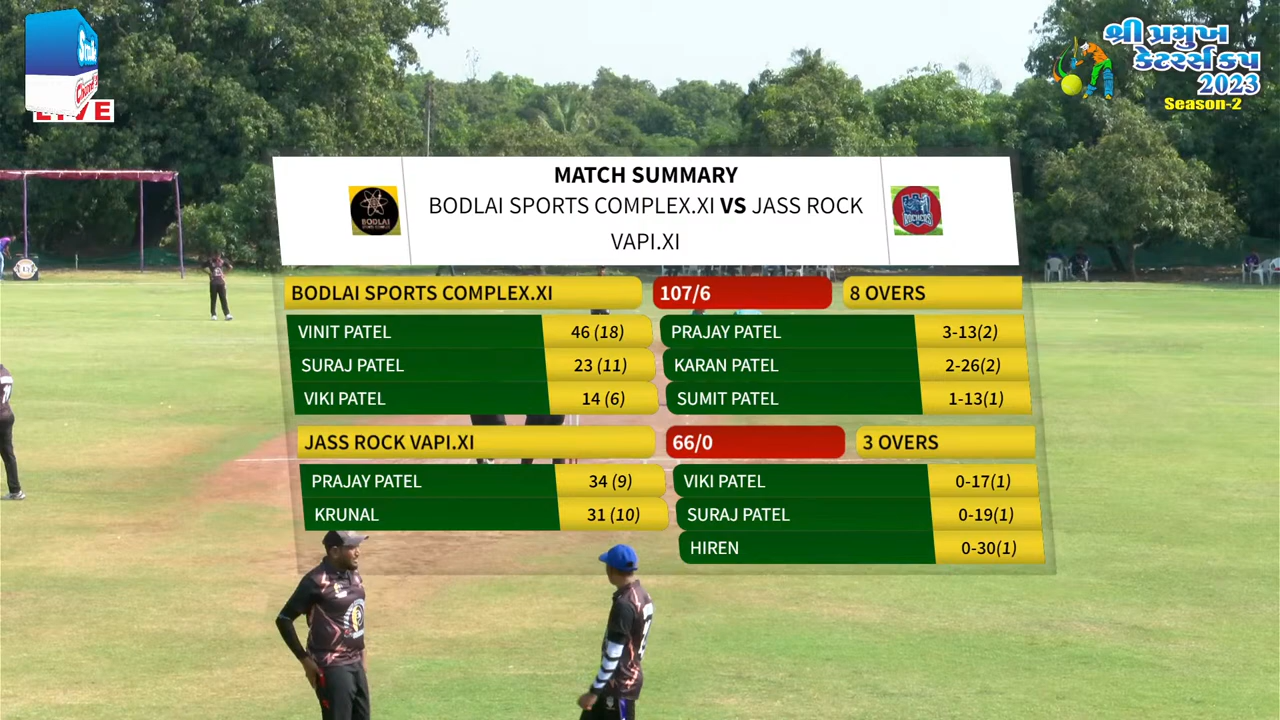 Smile
LIVE
શ્રી પ્રમુખ
કેટરર્સ કપ
2023
Season-2
MATCH SUMMARY
BODLAI SPORTS COMPLEX.XI VS JASS ROCK
VAPI.XI
BODLAI
ROCKERS
BODLAI SPORTS COMPLEX.XI 107/6 8 OVERS
VINIT PATEL 46 (18) PRAJAY PATEL 3-13(2)
SURAJ PATEL 23 (11) KARAN PATEL 2-26(2)
VIKI PATEL 14 (6) SUMIT PATEL 1-13(1)
JASS ROCK VAPI.XI 66/0 3 OVERS
PRAJAY PATEL 34 (9) VIKI PATEL 0-17(1)
KRUNAL 31 (10) SURAJ PATEL 0-19(1)
HIREN 0-30(1)